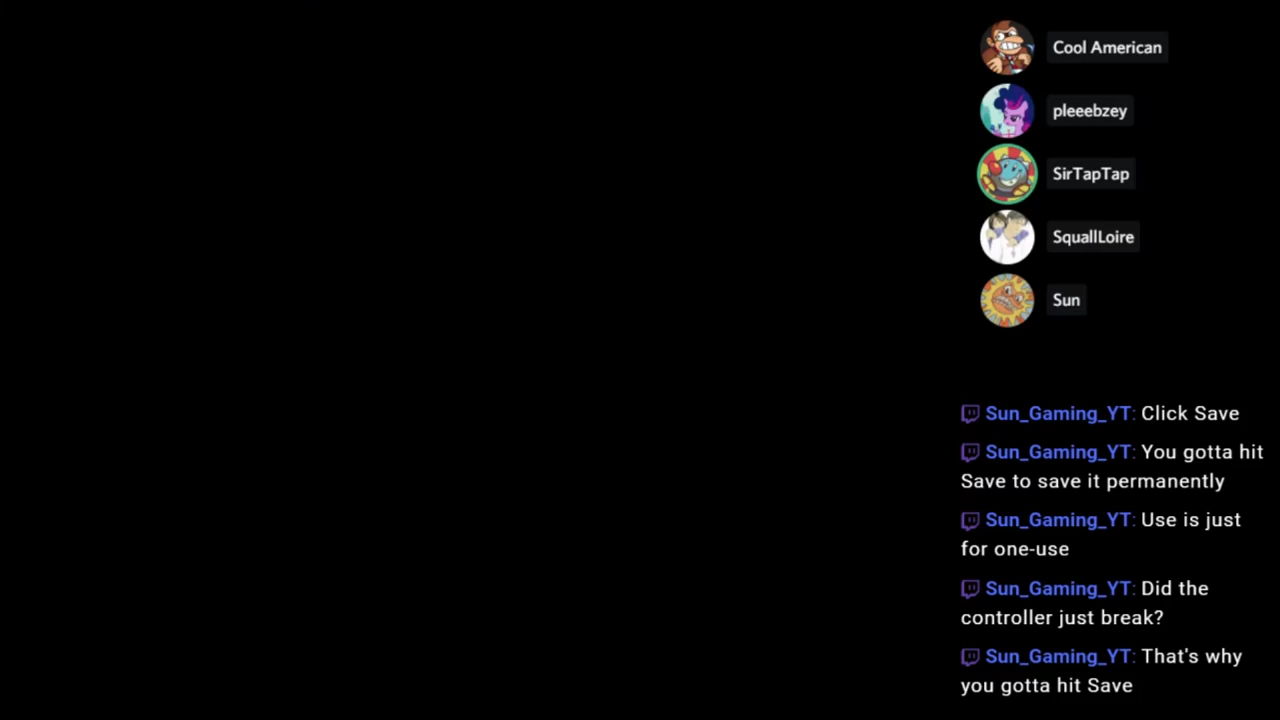 Cool American
pleeebzey
SirTapTap
SquallLoire
Sun
Sun_Gaming_YT: Click Save
Sun_Gaming_YT: You gotta hit
Save to save it permanently
Sun_Gaming_YT: Use is just
for one-use
Sun_Gaming_YT: Did the
controller just break?
Sun_Gaming_YT: That's why
you gotta hit Save